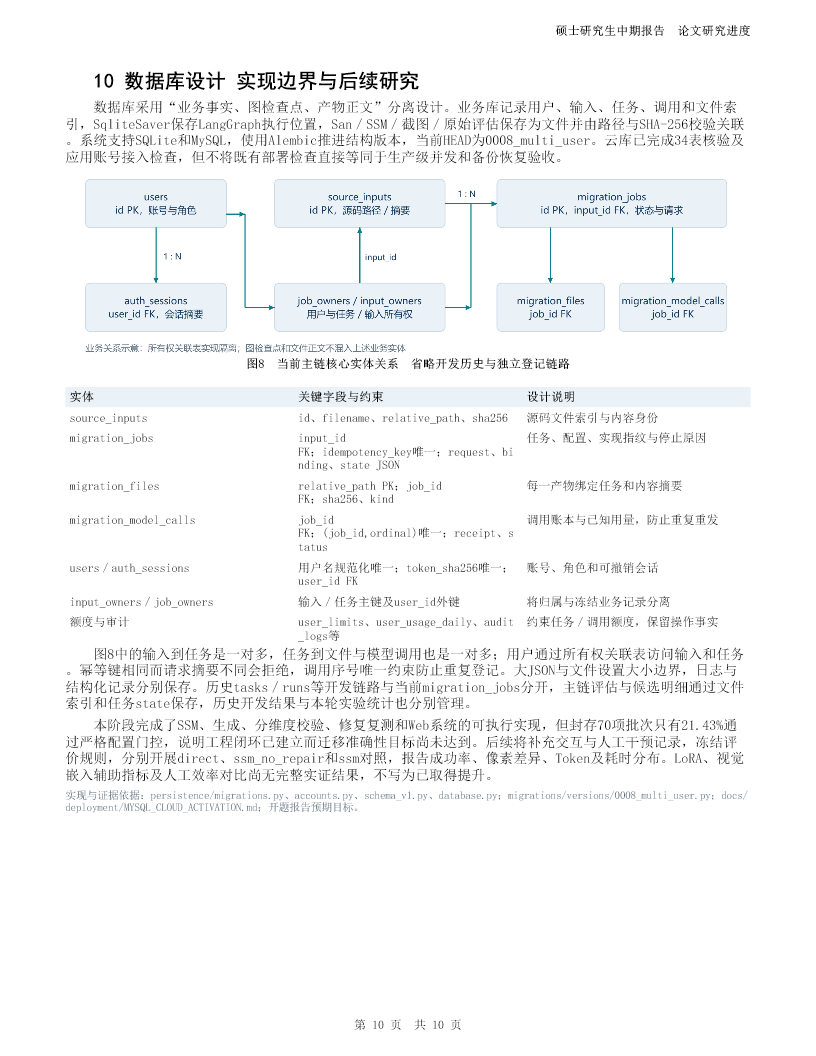 硕士研究生中期报告 论文研究进度
10 数据库设计 实现边界与后续研究
数据库采用“业务事实、图检查点、产物正文”分离设计。业务库记录用户、输入、任务、调用和文件索
引，SqliteSaver保存LangGraph执行位置，San / SSM / 截图 / 原始评估保存为文件并由路径与SHA-256校验关联
。系统支持SQLite和MySQL，使用Alembic推进结构版本，当前HEAD为0008_multi_user。云库已完成34表核验及
应用账号接入检查，但不将既有部署检查直接等同于生产级并发和备份恢复验收。
users
id PK，账号与角色
source_inputs
id PK，源码路径 / 摘要
1 : N
migration_jobs
id PK，input_id FK，状态与请求
1 : N
input_id
auth_sessions
user_id FK，会话摘要
job_owners / input_owners
用户与任务 / 输入所有权
migration_files
job_id FK
migration_model_calls
job_id FK
业务关系示意：所有权关联表实现隔离；图检查点和文件正文不混入上述业务实体
图8 当前主链核心实体关系 省略开发历史与独立登记链路
实体 关键字段与约束 设计说明
source_inputs id、filename、relative_path、sha256 源码文件索引与内容身份
migration_jobs input_id 任务、配置、实现指纹与停止原因
FK；idempotency_key唯一；request、bi
nding、state JSON
migration_files relative_path PK；job_id 每一产物绑定任务和内容摘要
FK；sha256、kind
migration_model_calls job_id 调用账本与已知用量，防止重复重发
FK；(job_id,ordinal)唯一；receipt、s
tatus
users / auth_sessions 用户名规范化唯一；token_sha256唯一； 账号、角色和可撤销会话
user_id FK
input_owners / job_owners 输入 / 任务主键及user_id外键 将归属与冻结业务记录分离
额度与审计 user_limits、user_usage_daily、audit 约束任务 / 调用额度，保留操作事实
_logs等
图8中的输入到任务是一对多，任务到文件与模型调用也是一对多；用户通过所有权关联表访问输入和任务
。幂等键相同而请求摘要不同会拒绝，调用序号唯一约束防止重复登记。大JSON与文件设置大小边界，日志与
结构化记录分别保存。历史tasks / runs等开发链路与当前migration_jobs分开，主链评估与候选明细通过文件
索引和任务state保存，历史开发结果与本轮实验统计也分别管理。
本阶段完成了SSM、生成、分维度校验、修复复测和Web系统的可执行实现，但封存70项批次只有21.43%通
过严格配置门控，说明工程闭环已建立而迁移准确性目标尚未达到。后续将补充交互与人工干预记录，冻结评
价规则，分别开展direct、ssm_no_repair和ssm对照，报告成功率、像素差异、Token及耗时分布。LoRA、视觉
嵌入辅助指标及人工效率对比尚无完整实证结果，不写为已取得提升。
实现与证据依据：persistence/migrations.py、accounts.py、schema_v1.py、database.py；migrations/versions/0008_multi_user.py；docs/
deployment/MYSQL_CLOUD_ACTIVATION.md；开题报告预期目标。
第 10 页 共 10 页